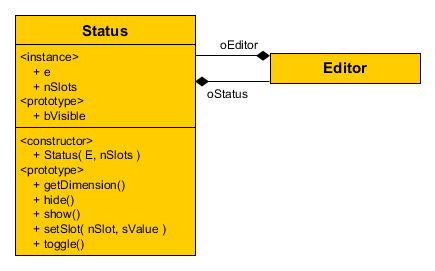 Status
<instance>
+ e
+ nSlots
<prototype>
+ bVisible
<constructor>
+ Status( E, nSlots )
<prototype>
+ getDimension()
+ hide()
+ show()
+ setSlot( nSlot, sValue )
+ toggle()
oEditor
oStatus
Editor